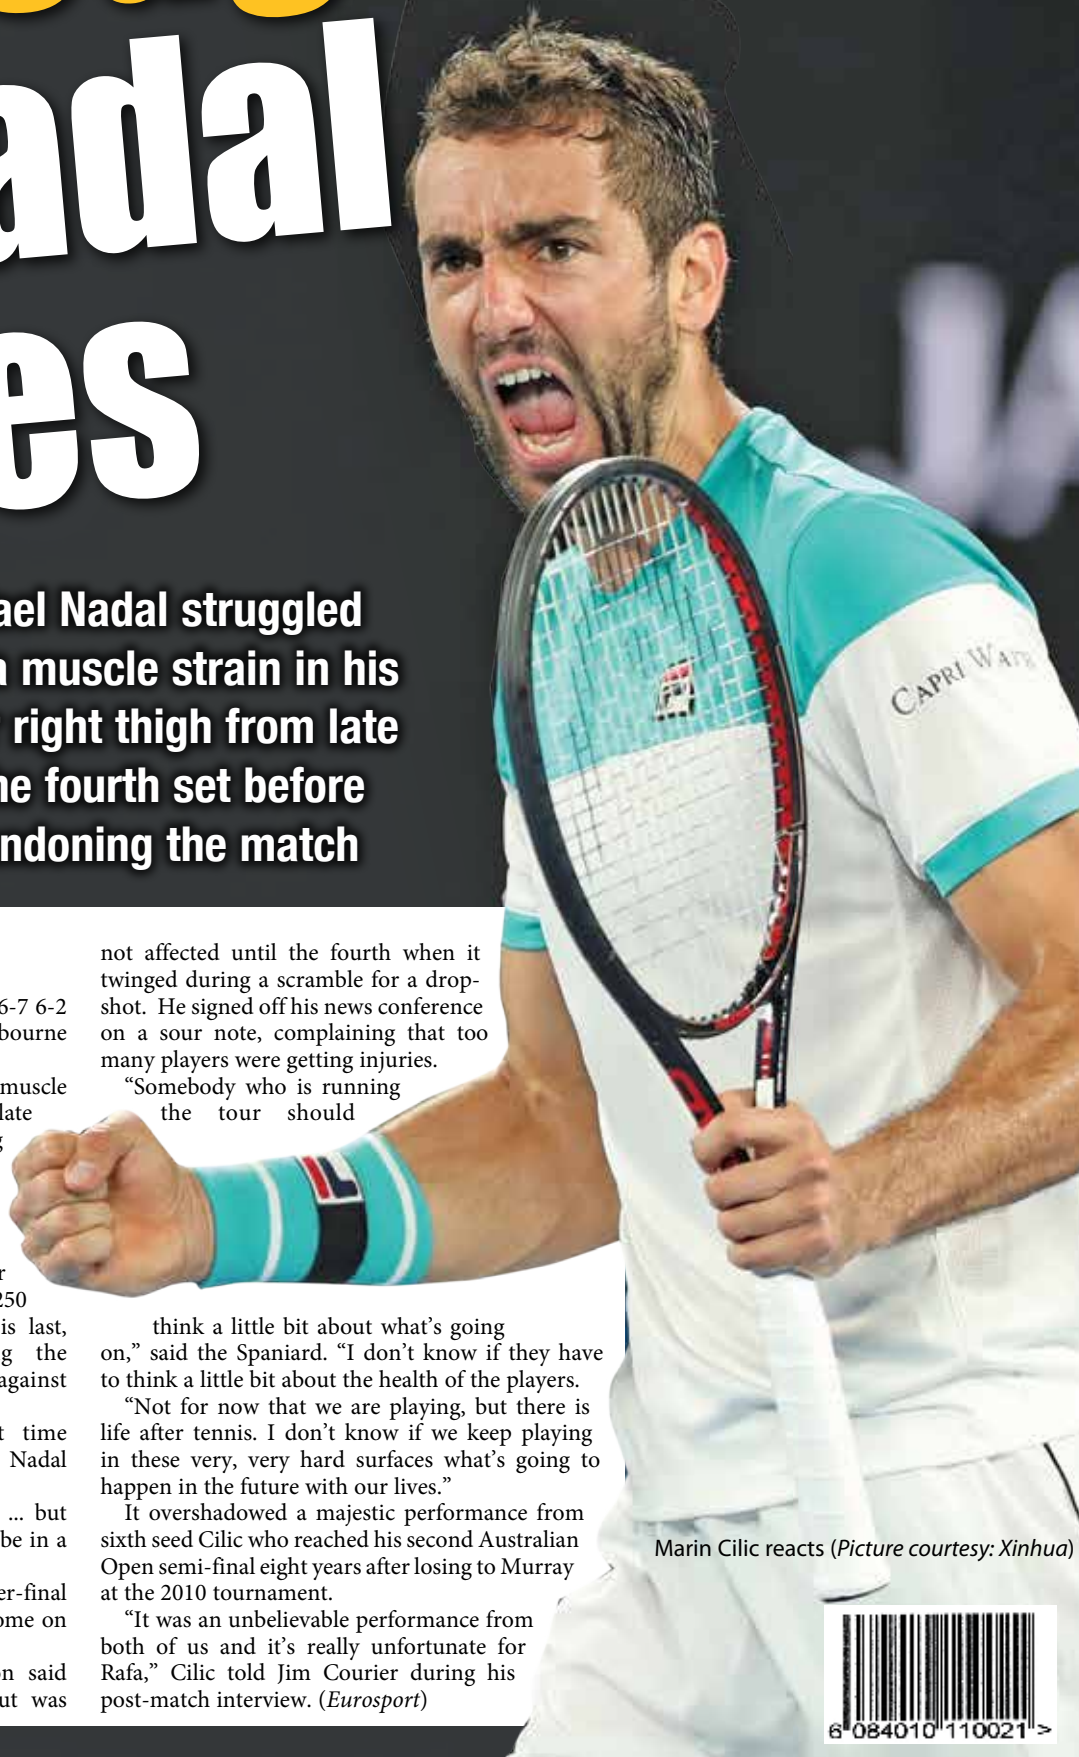 adal
es
ael Nadal struggled
a muscle strain in his
right thigh from late
ne fourth set before
ndoning the match
6-7 6-2
bourne
muscle
late
g
r
250
is last,
g the
against
t time
Nadal
... but
be in a
er-final
ome on
on said
ut was
not affected until the fourth when it
twinged during a scramble for a drop-
shot. He signed off his news conference
on a sour note, complaining that too
many players were getting injuries.
“Somebody who is running
the tour should
think a little bit about what's going
on,” said the Spaniard. “I don't know if they have
to think a little bit about the health of the players.
“Not for now that we are playing, but there is
life after tennis. I don't know if we keep playing
in these very, very hard surfaces what's going to
happen in the future with our lives.”
It overshadowed a majestic performance from
sixth seed Cilic who reached his second Australian
Open semi-final eight years after losing to Murray
at the 2010 tournament.
“It was an unbelievable performance from
both of us and it's really unfortunate for
Rafa,” Cilic told Jim Courier during his
post-match interview. (Eurosport)
JA
CAPRI WATE
Marin Cilic reacts (Picture courtesy: Xinhua)
6 084010 110021 >